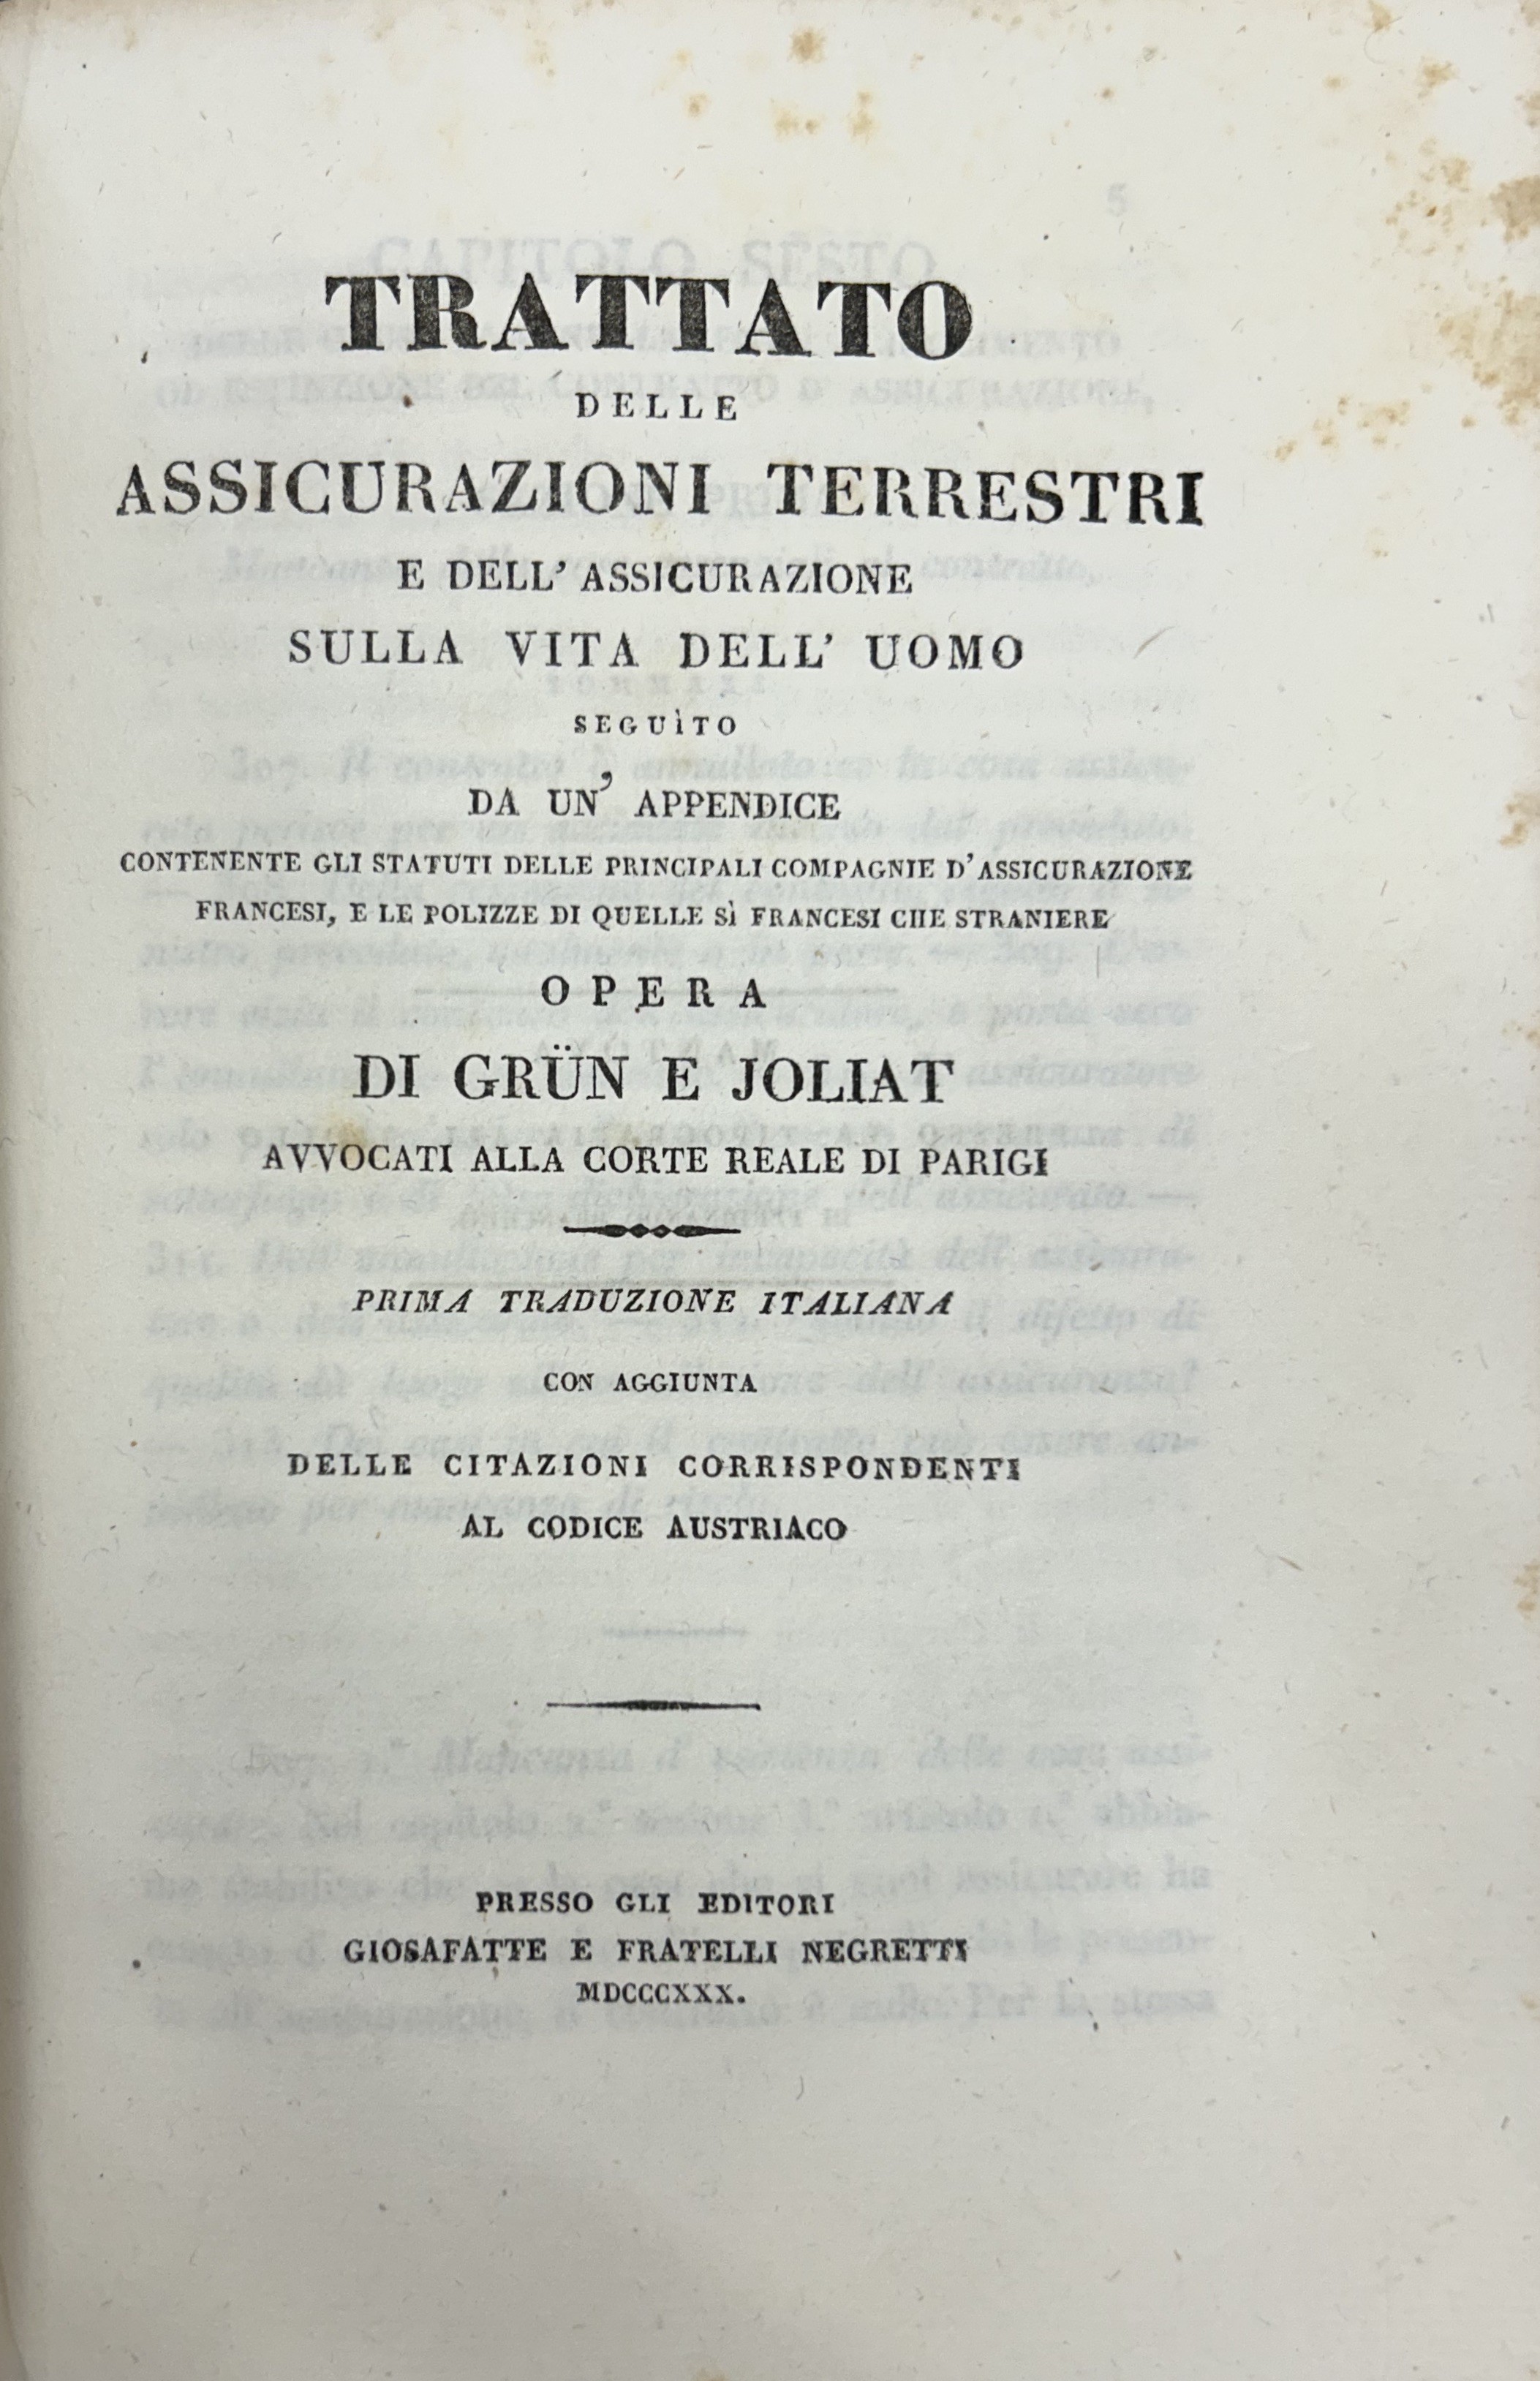 TRATTATO
DELLE
ASSICURAZIONI TERRESTRI
E DELL' ASSICURAZIONE
SULLA VITA DELL' UOMO
SEGUÌTO
DA UN' APPENDICE
CONTENENTE GLI STATUTI DELLE PRINCIPALI COMPAGNIE D'ASSICURAZIONE
FRANCESI, E LE POLIZZE DI QUELLE SÌ FRANCESI CHE STRANIERE
OPERA
DI GRÜN E JOLIAT
AVVOCATI ALLA CORTE REALE DI PARIGI
PRIMA TRADUZIONE ITALIANA
CON AGGIUNTA
DELLE CITAZIONI CORRISPONDENTI
AL CODICE AUSTRIACO
PRESSO GLI EDITORI
GIOSAFATTE E FRATELLI NEGRETTI
MDCCCXXX.